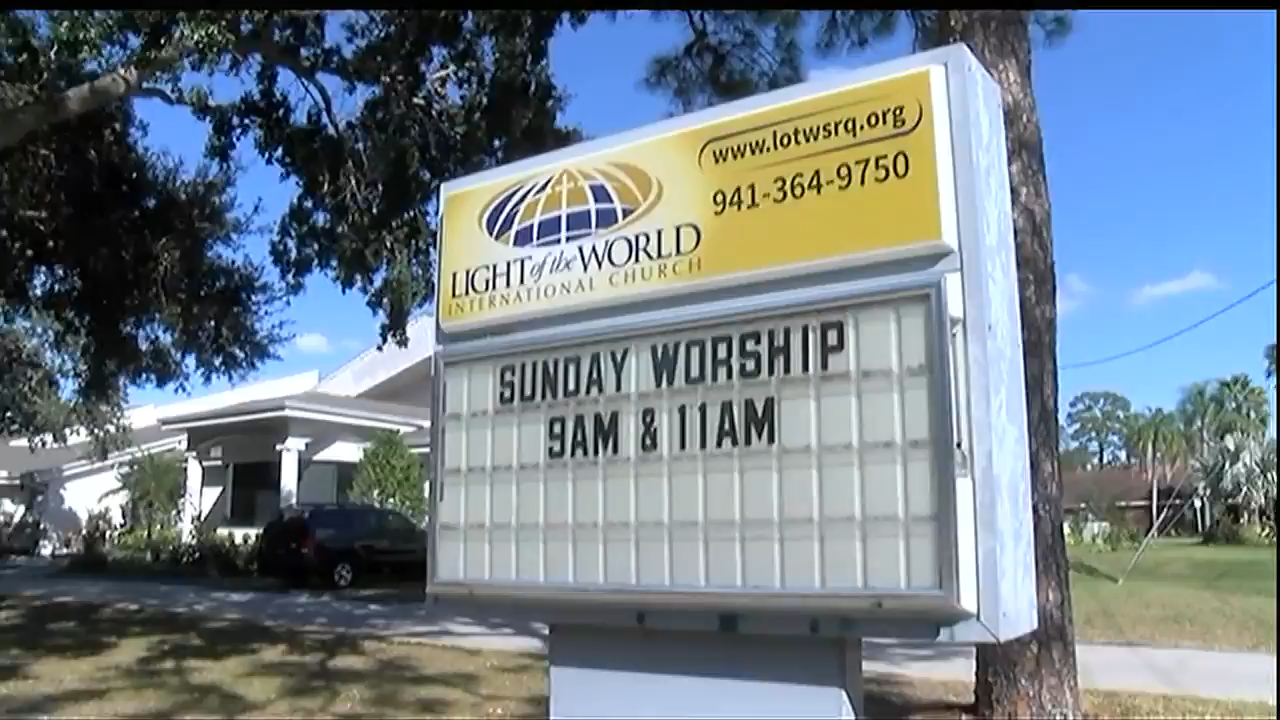 www.lotwsrq.org
941-364-9750
LIGHT of the WORLD
INTERNATIONAL CHURCH
SUNDAY WORSHIP
9AM & 11AM